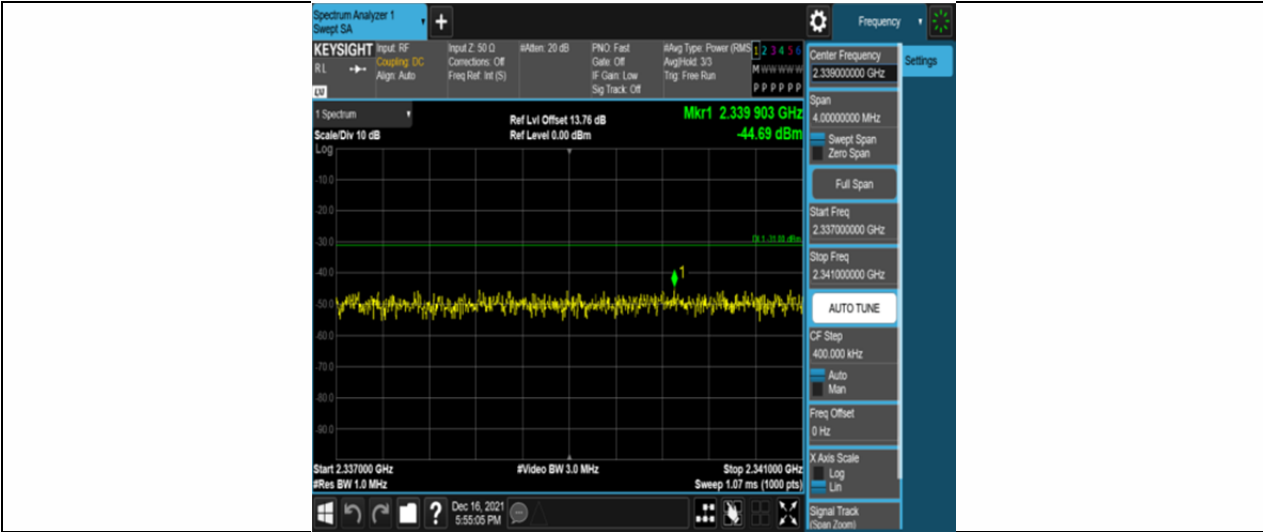 Spectrum Analyzer 1
Swept SA
Frequency
KEYSIGHT
Input: RF
Coupling: DC
Align: Auto
Input Z: 50 Ω
Corrections: Off
Freq Ref: Int (S)
#Atten: 20 dB
PNO: Fast
Gate: Off
IF Gain: Low
Sig Track: Off
#Avg Type: Power (RMS
Avg|Hold: 3/3
Trig: Free Run
1 2 3 4 5 6
M W W W W W
P P P P P P
R L
LV
Settings
1 Spectrum
Scale/Div 10 dB
Log
Ref Lvl Offset 13.76 dB
Ref Level 0.00 dBm
Mkr1 2.339 903 GHz
-44.69 dBm
-10.0
-20.0
-30.0
DL1 -31.00 dBm
-40.0
1
-50.0
-60.0
-70.0
-80.0
-90.0
Start 2.337000 GHz
#Res BW 1.0 MHz
#Video BW 3.0 MHz
Stop 2.341000 GHz
Sweep 1.07 ms (1000 pts)
Center Frequency
2.339000000 GHz
Span
4.00000000 MHz
Swept Span
Zero Span
Full Span
Start Freq
2.337000000 GHz
Stop Freq
2.341000000 GHz
AUTO TUNE
CF Step
400.000 kHz
Auto
Man
Freq Offset
0 Hz
X Axis Scale
Log
Lin
Signal Track
(Span Zoom)
?
Dec 16, 2021
5:55:05 PM